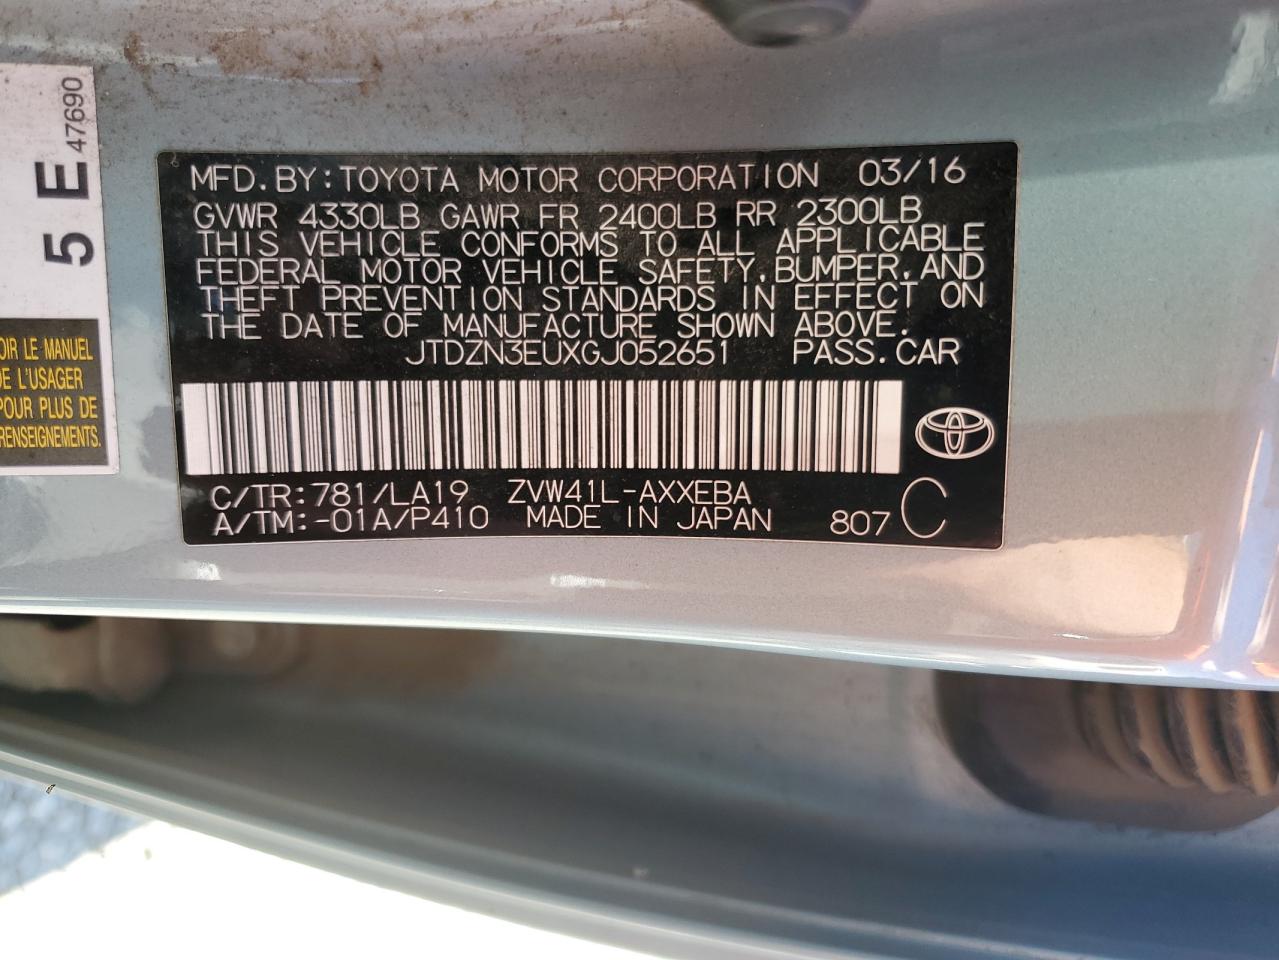 5 E 47690
OIR LE MANUEL
DE L'USAGER
POUR PLUS DE
RENSEIGNEMENTS.
MFD.BY:TOYOTA MOTOR CORPORATION 03/16
GVWR 4330LB GAWR FR 2400LB RR 2300LB
THIS VEHICLE CONFORMS TO ALL APPLICABLE
FEDERAL MOTOR VEHICLE SAFETY,BUMPER,AND
THEFT PREVENTION STANDARDS IN EFFECT ON
THE DATE OF MANUFACTURE SHOWN ABOVE.
JTDZN3EUXGJ052651 PASS.CAR
C/TR:781/LA19 ZVW41L-AXXEBA
A/TM:-01A/P410 MADE IN JAPAN 807 C